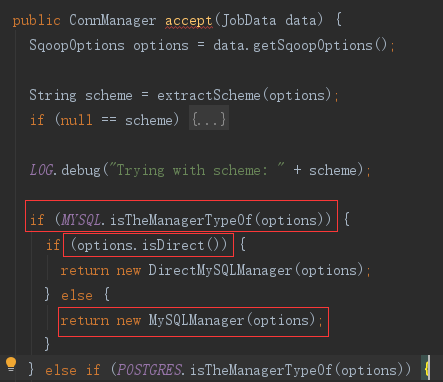 public ConnManager accept(JobData data) {
SqoopOptions options = data.getSqoopOptions();
String scheme = extractScheme(options);
if (null == scheme) {...}
LOG.debug("Trying with scheme: " + scheme);
if (MYSQL.isTheManagerTypeOf(options)) {
if (options.isDirect()) {
return new DirectMySQLManager(options);
} else {
return new MySQLManager(options);
}
} else if (POSTGRES.isTheManagerTypeOf(options)) {